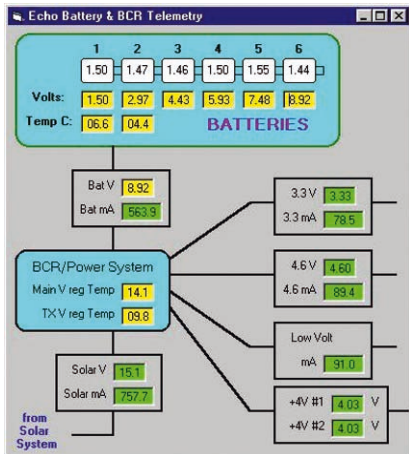 Echo Battery & BCR Telemetry
1 2 3 4 5 6
1.50 1.47 1.46 1.50 1.55 1.44
Volts: 1.50 2.97 4.43 5.93 7.48 8.92
Temp C: 06.6 04.4 BATTERIES
Bat V 8.92
Bat mA 563.9
3.3 V 3.33
3.3 mA 78.5
BCR/Power System
Main V reg Temp 14.1
TX V reg Temp 09.8
4.6 V 4.60
4.6 mA 89.4
Low Volt
mA 91.0
Solar V 15.1
Solar mA 757.7
+4V #1 4.03 V
+4V #2 4.03 V
from
Solar
System